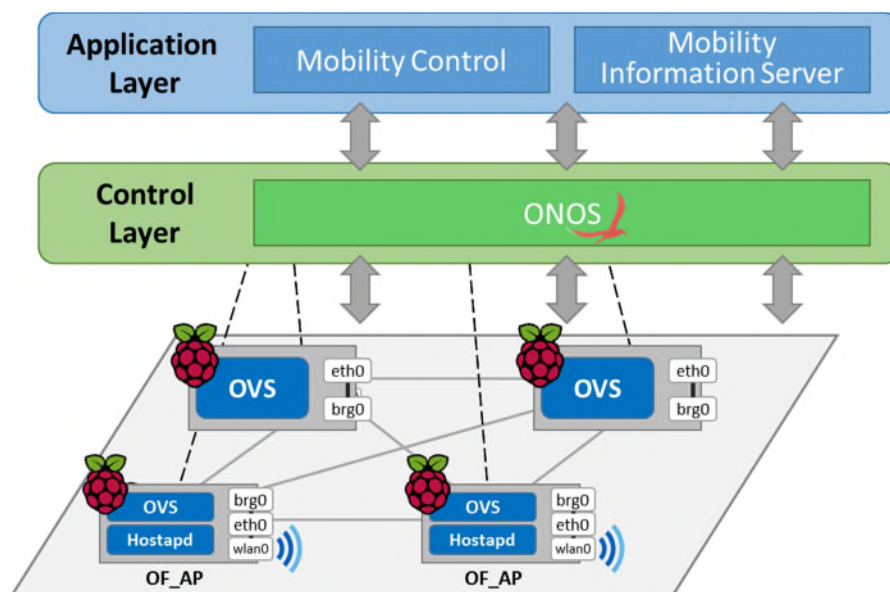 Application
Layer
Mobility Control
Mobility
Information Server
Control
Layer
ONOS
OVS
eth0
brg0
OVS
eth0
brg0
OVS
Hostapd
brg0
eth0
wlan0
OF_AP
OVS
Hostapd
brg0
eth0
wlan0
OF_AP